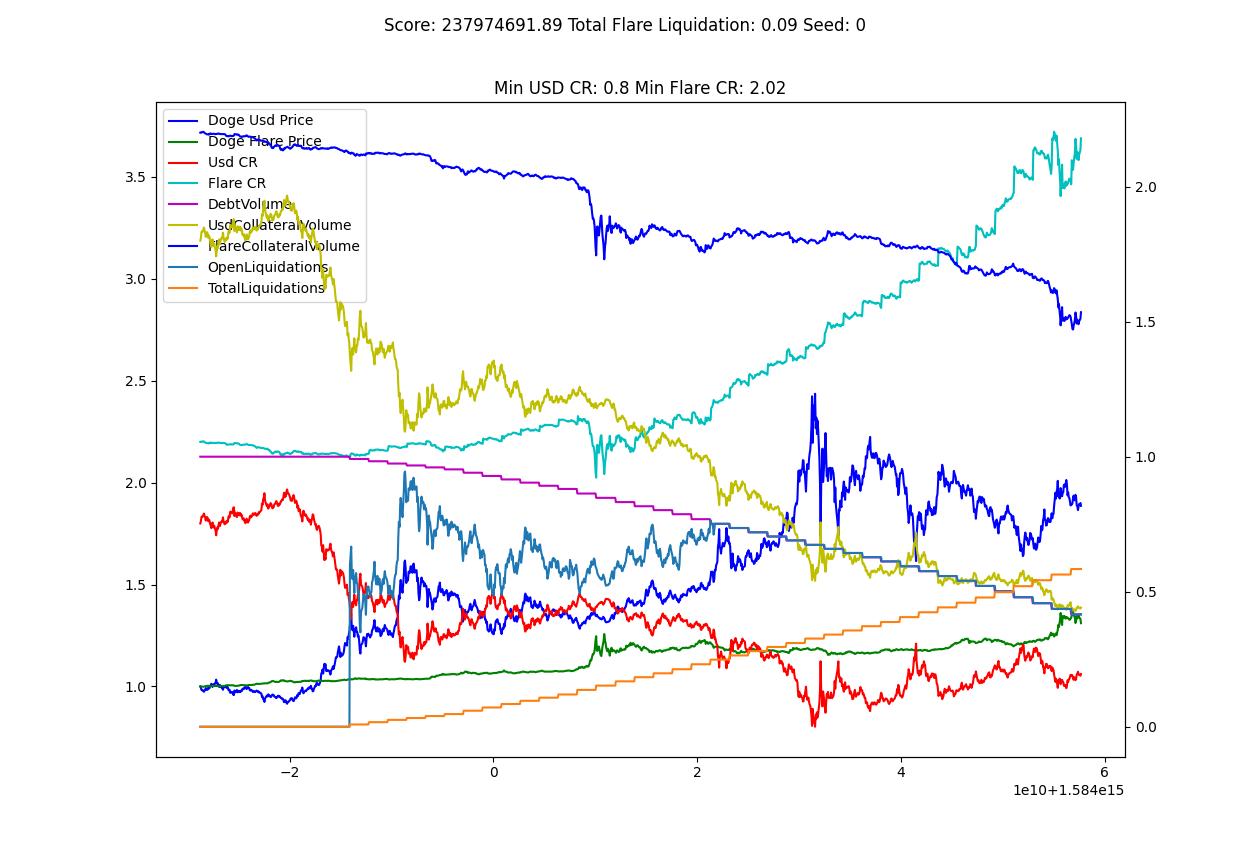 Score: 237974691.89 Total Flare Liquidation: 0.09 Seed: 0
Min USD CR: 0.8 Min Flare CR: 2.02
Doge Usd Price
Doge Flare Price
Usd CR
Flare CR
DebtVolume
UsdCollateralVolume
FlareCollateralVolume
OpenLiquidations
TotalLiquidations
3.5
3.0
2.5
2.0
1.5
1.0
2.0
1.5
1.0
0.5
0.0
−2
0
2
4
6
1e10+1.584e15